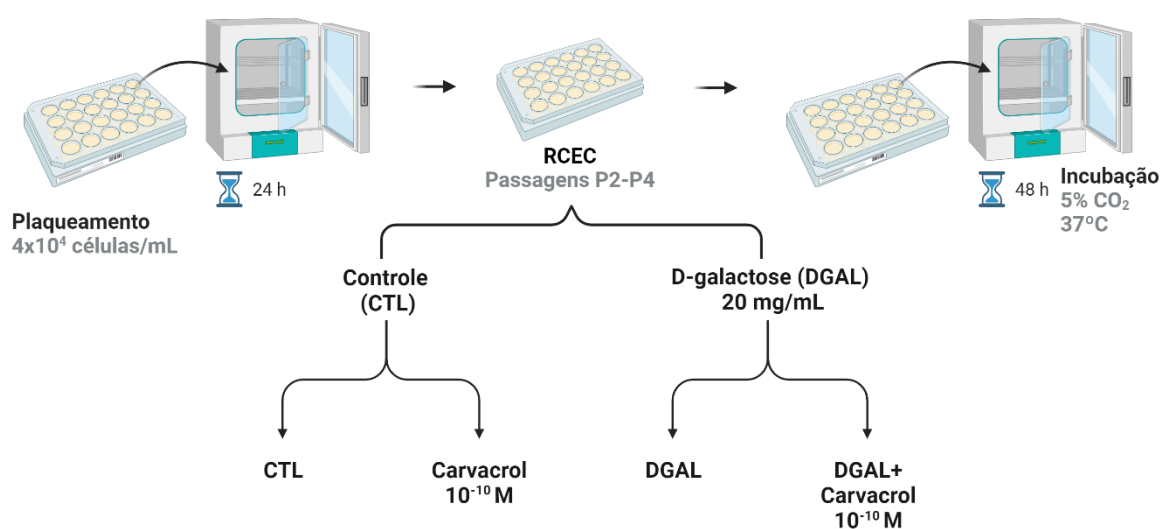 24 h
Plaqueamento
4x10⁴ células/mL
RCEC
Passagens P2-P4
48 h
Incubação
5% CO₂
37ºC
Controle
(CTL)
D-galactose (DGAL)
20 mg/mL
CTL
Carvacrol
10⁻¹⁰ M
DGAL
DGAL+
Carvacrol
10⁻¹⁰ M